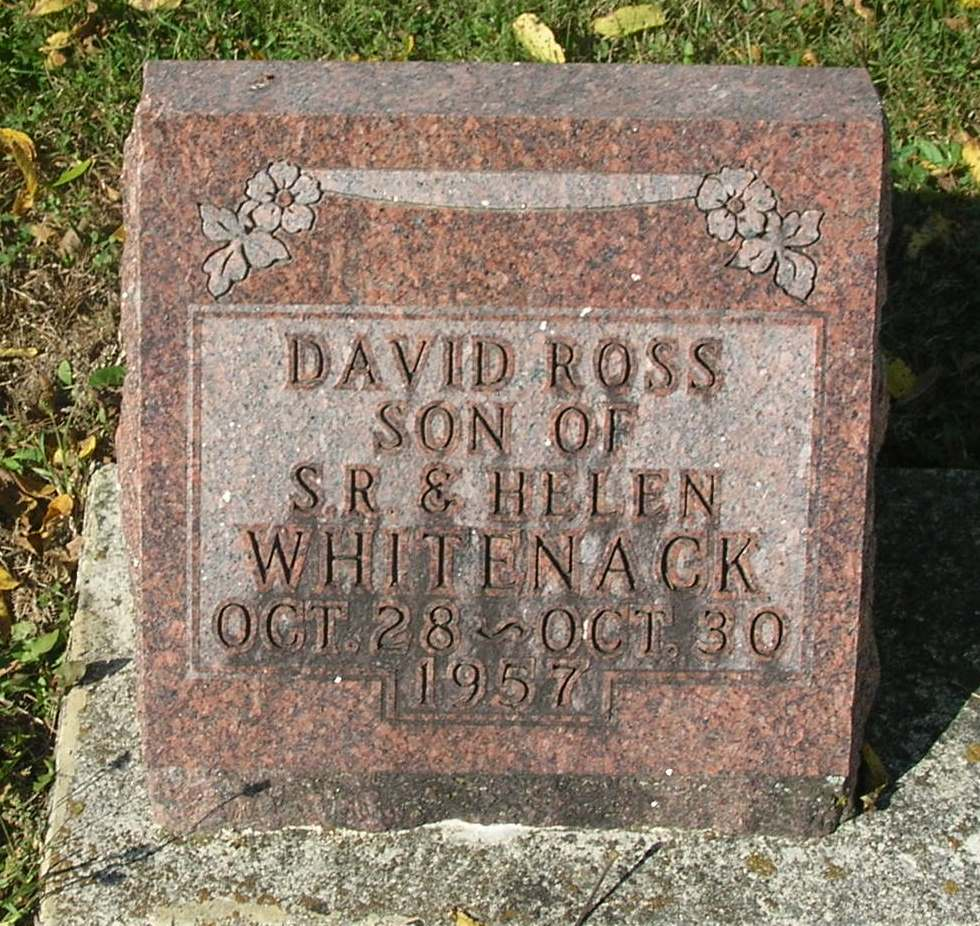 DAVID ROSS
SON OF
S.R. & HELEN
WHITENACK
OCT. 28 ~ OCT. 30
1957